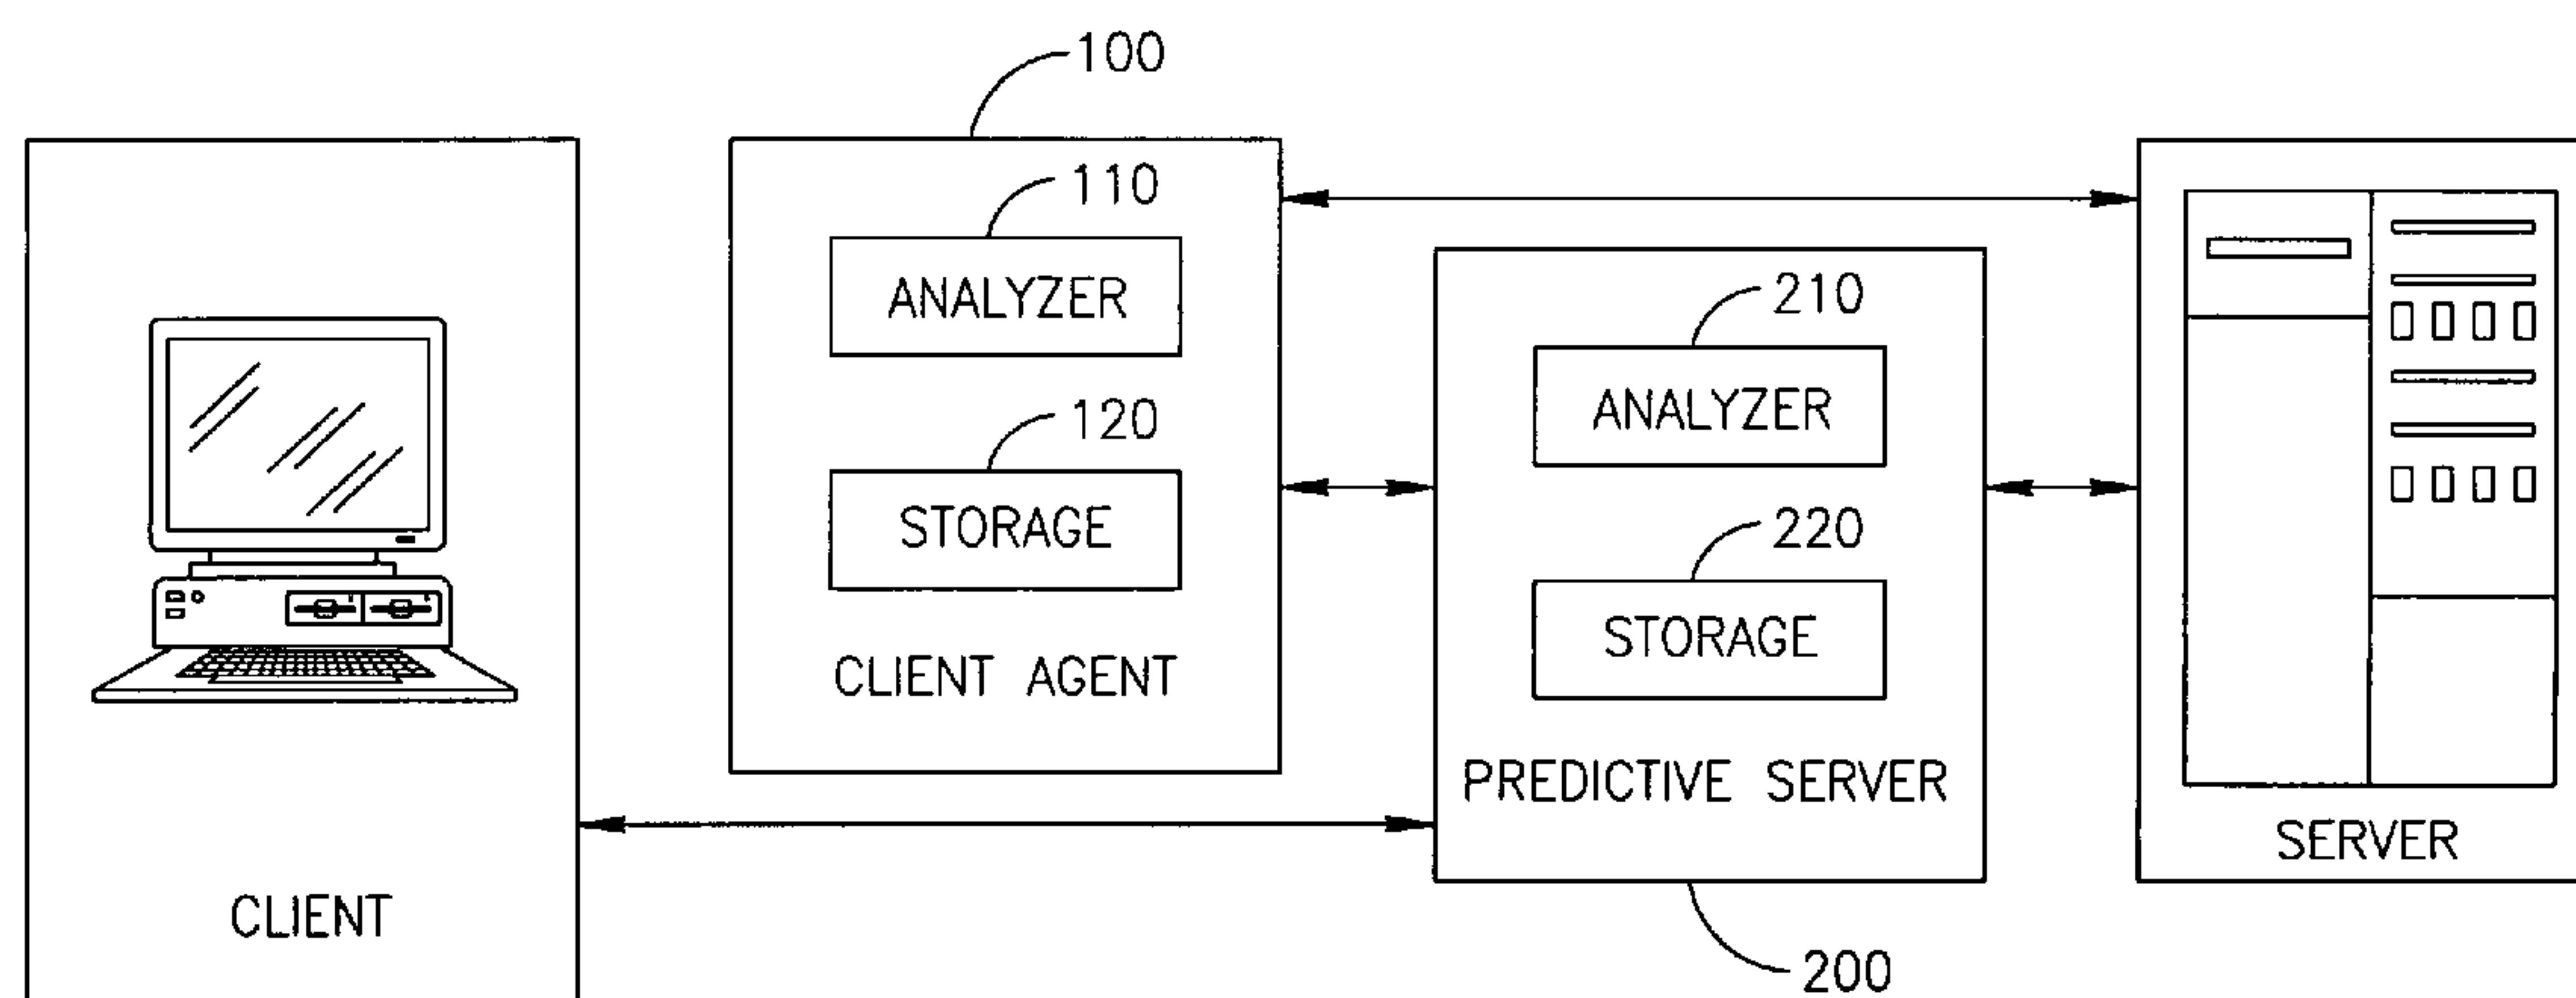 100
110
ANALYZER
120
STORAGE
CLIENT AGENT
210
ANALYZER
220
STORAGE
PREDICTIVE SERVER
200
SERVER
CLIENT